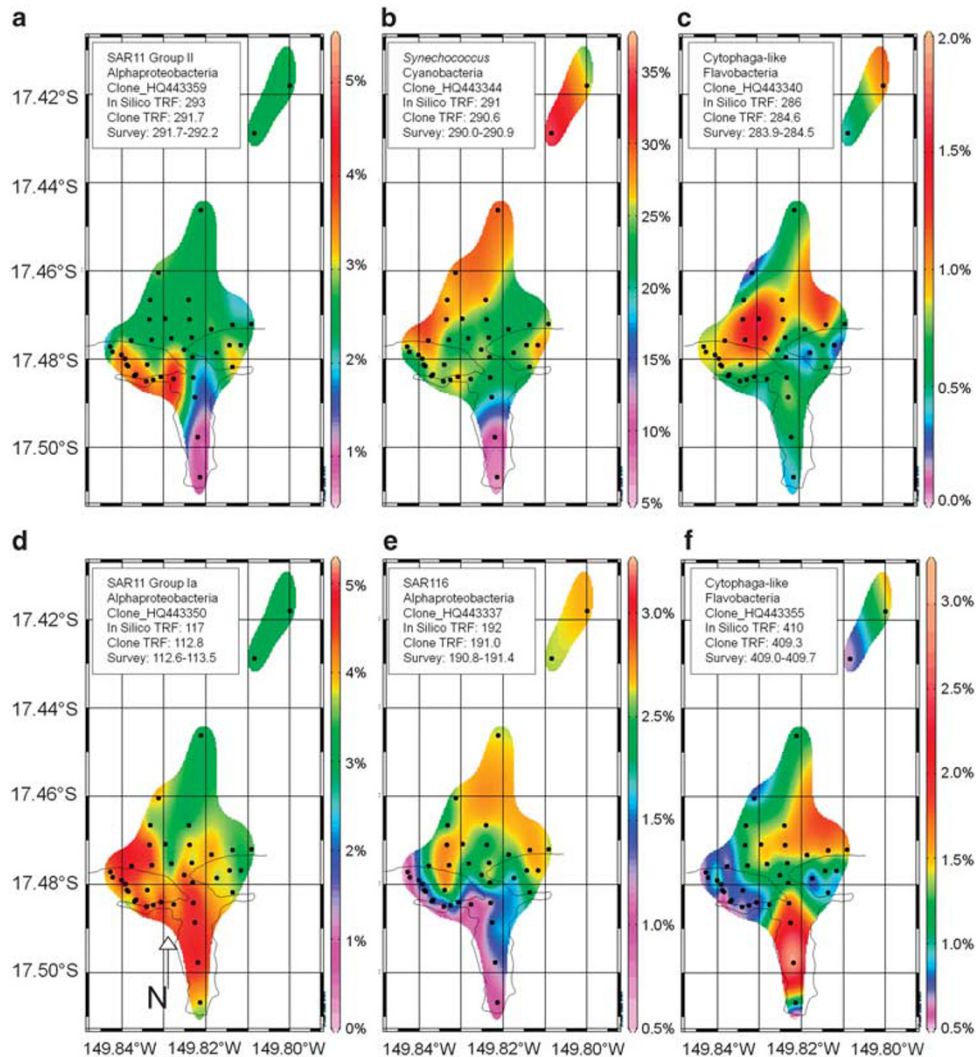 a
SAR11 Group II
Alphaproteobacteria
Clone_HQ443359
In Silico TRF: 293
Clone TRF: 291.7
Survey: 291.7-292.2
5%
4%
3%
2%
1%
17.42°S
17.44°S
17.46°S
17.48°S
17.50°S
b
Synechococcus
Cyanobacteria
Clone_HQ443344
In Silico TRF: 291
Clone TRF: 290.6
Survey: 290.0-290.9
35%
30%
25%
20%
15%
10%
5%
c
Cytophaga-like
Flavobacteria
Clone_HQ443340
In Silico TRF: 286
Clone TRF: 284.6
Survey: 283.9-284.5
2.0%
1.5%
1.0%
0.5%
0.0%
d
SAR11 Group Ia
Alphaproteobacteria
Clone_HQ443350
In Silico TRF: 117
Clone TRF: 112.8
Survey: 112.6-113.5
5%
4%
3%
2%
1%
0%
17.42°S
17.44°S
17.46°S
17.48°S
17.50°S
N
149.84°W 149.82°W 149.80°W
e
SAR116
Alphaproteobacteria
Clone_HQ443337
In Silico TRF: 192
Clone TRF: 191.0
Survey: 190.8-191.4
3.0%
2.5%
2.0%
1.5%
1.0%
0.5%
149.84°W 149.82°W 149.80°W
f
Cytophaga-like
Flavobacteria
Clone_HQ443355
In Silico TRF: 410
Clone TRF: 409.3
Survey: 409.0-409.7
3.0%
2.5%
2.0%
1.5%
1.0%
0.5%
149.84°W 149.82°W 149.80°W